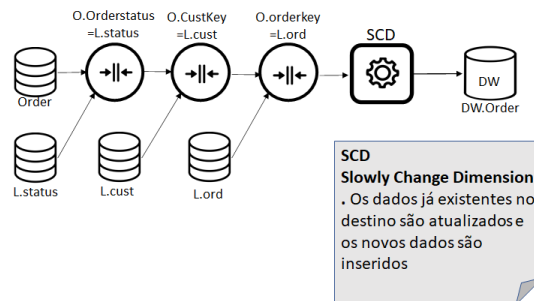 O.Orderstatus
=L.status
O.CustKey
=L.cust
O.orderkey
=L.ord
SCD
Order
DW
DW.Order
L.status
L.cust
L.ord
SCD
Slowly Change Dimension
. Os dados já existentes no
destino são atualizados e
os novos dados são
inseridos